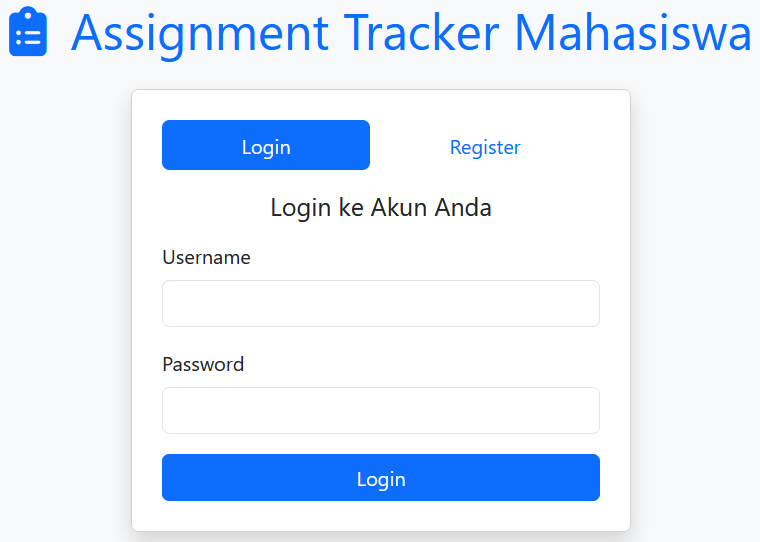 Assignment Tracker Mahasiswa
Login Register
Login ke Akun Anda
Username
Password
Login